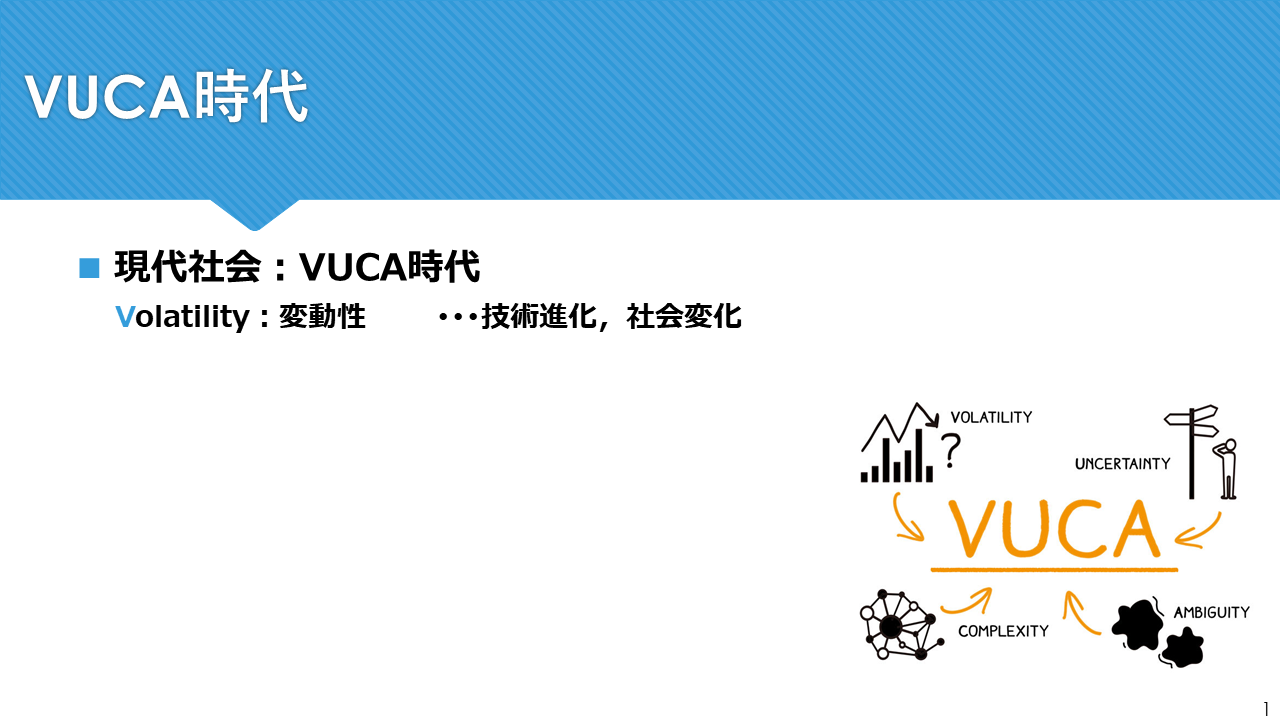 VUCA時代
現代社会：VUCA時代
Volatility：変動性　　･･･技術進化，社会変化
VOLATILITY
?
UNCERTAINTY
VUCA
COMPLEXITY
AMBIGUITY
1